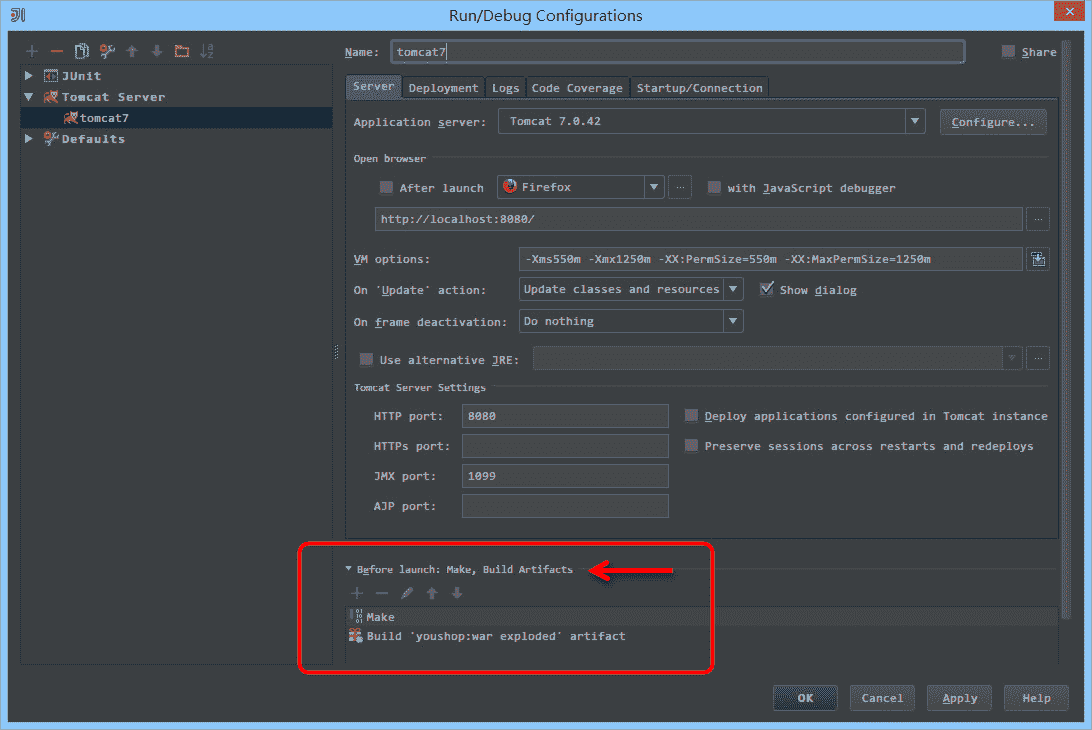 Run/Debug Configurations
Name: tomcat7 Share
JUnit
Tomcat Server
tomcat7
Defaults
Server Deployment Logs Code Coverage Startup/Connection
Application server: Tomcat 7.0.42 Configure...
Open browser
After launch Firefox ... with JavaScript debugger
http://localhost:8080/ ...
VM options: -Xms550m -Xmx1250m -XX:PermSize=550m -XX:MaxPermSize=1250m
On 'Update' action: Update classes and resources Show dialog
On frame deactivation: Do nothing
Use alternative JRE: ...
Tomcat Server Settings
HTTP port: 8080 Deploy applications configured in Tomcat instance
HTTPs port: Preserve sessions across restarts and redeploys
JMX port: 1099
AJP port:
Before launch: Make, Build Artifacts
Make
Build 'youshop:war exploded' artifact
OK Cancel Apply Help